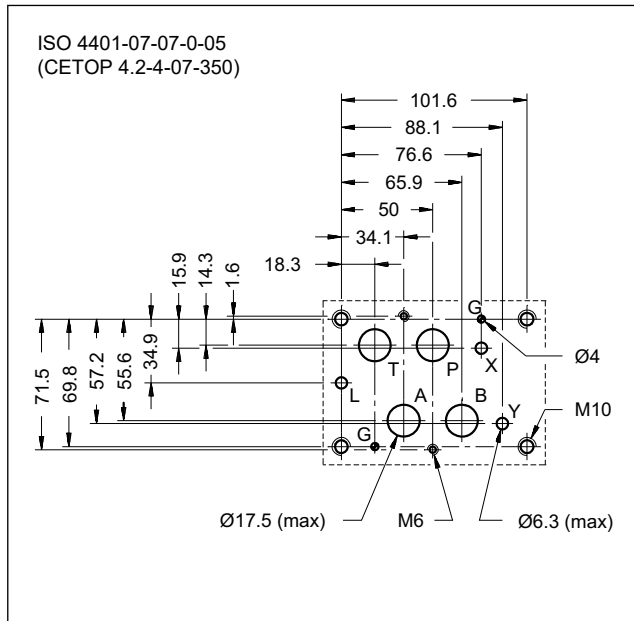 ISO 4401-07-07-0-05
(CETOP 4.2-4-07-350)
101.6
88.1
76.6
65.9
50
34.1
18.3
15.9
14.3
1.6
71.5
69.8
57.2
55.6
34.9
G
T
P
X
Ø4
L
A
B
Y
M10
G
Ø17.5 (max)
M6
Ø6.3 (max)